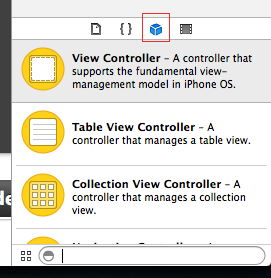 { }
View Controller – A controller that
supports the fundamental view-
management model in iPhone OS.
Table View Controller – A
controller that manages a table view.
Collection View Controller – A
controller that manages a collection
view.